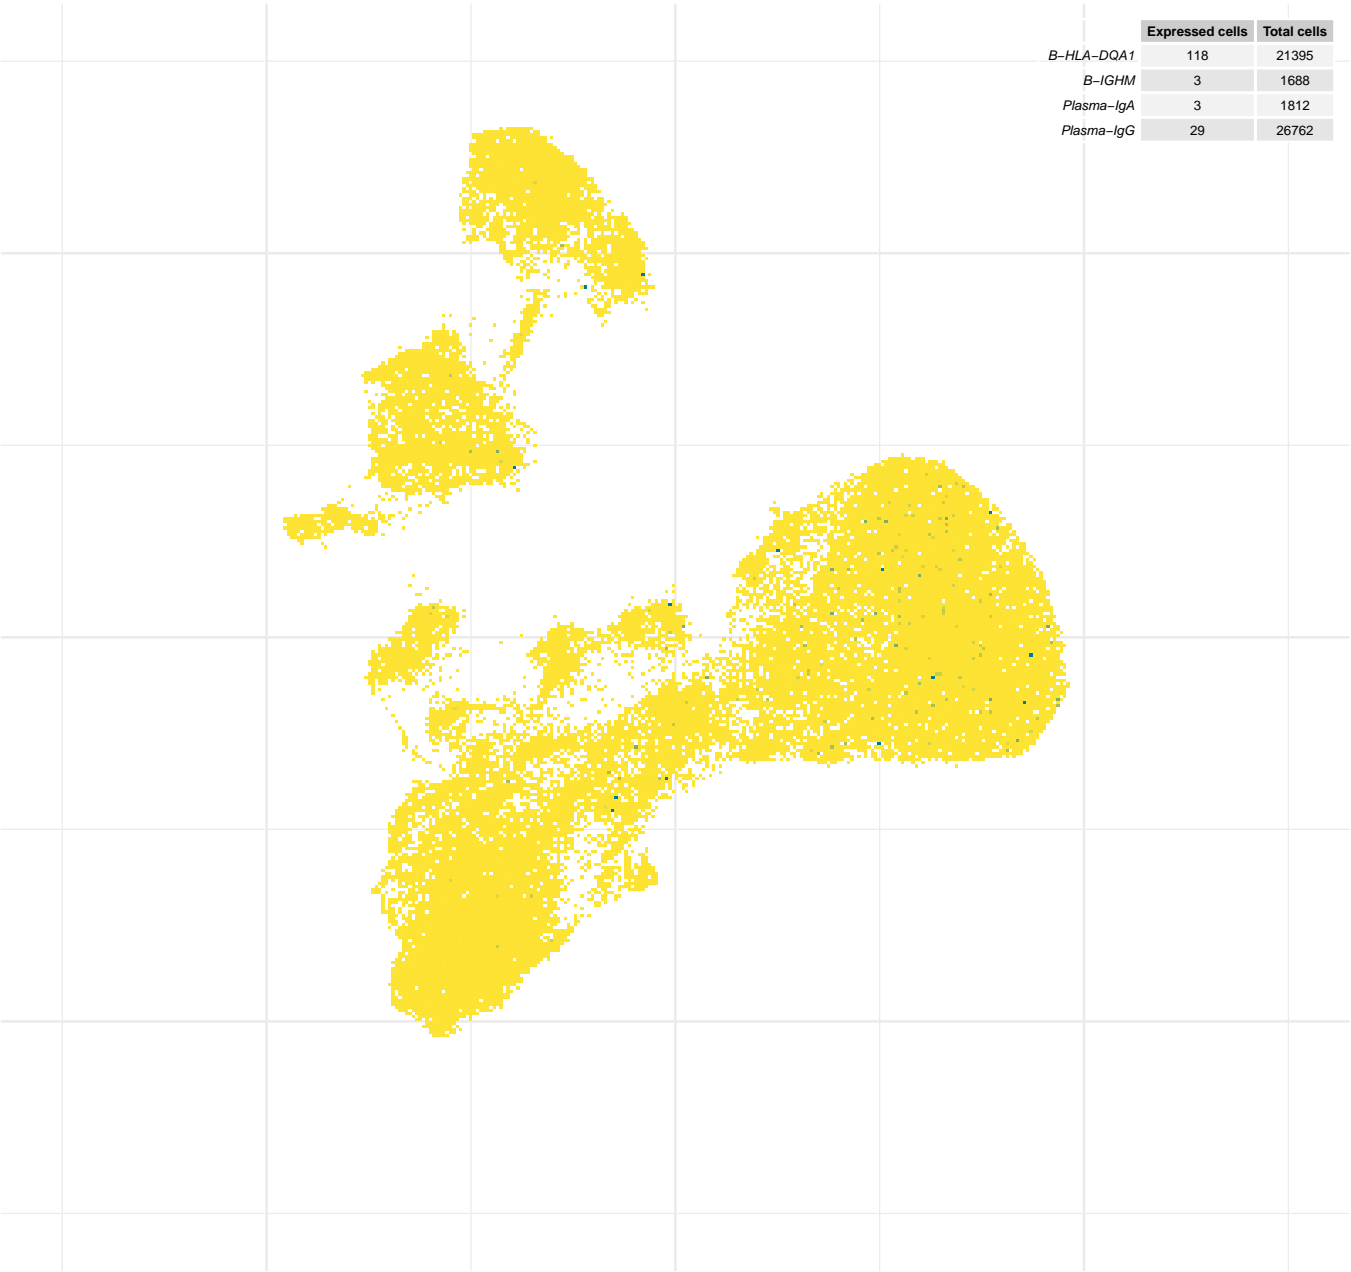 Expressed cells Total cells
B−HLA−DQA1 118 21395
B−IGHM 3 1688
Plasma−IgA 3 1812
Plasma−IgG 29 26762